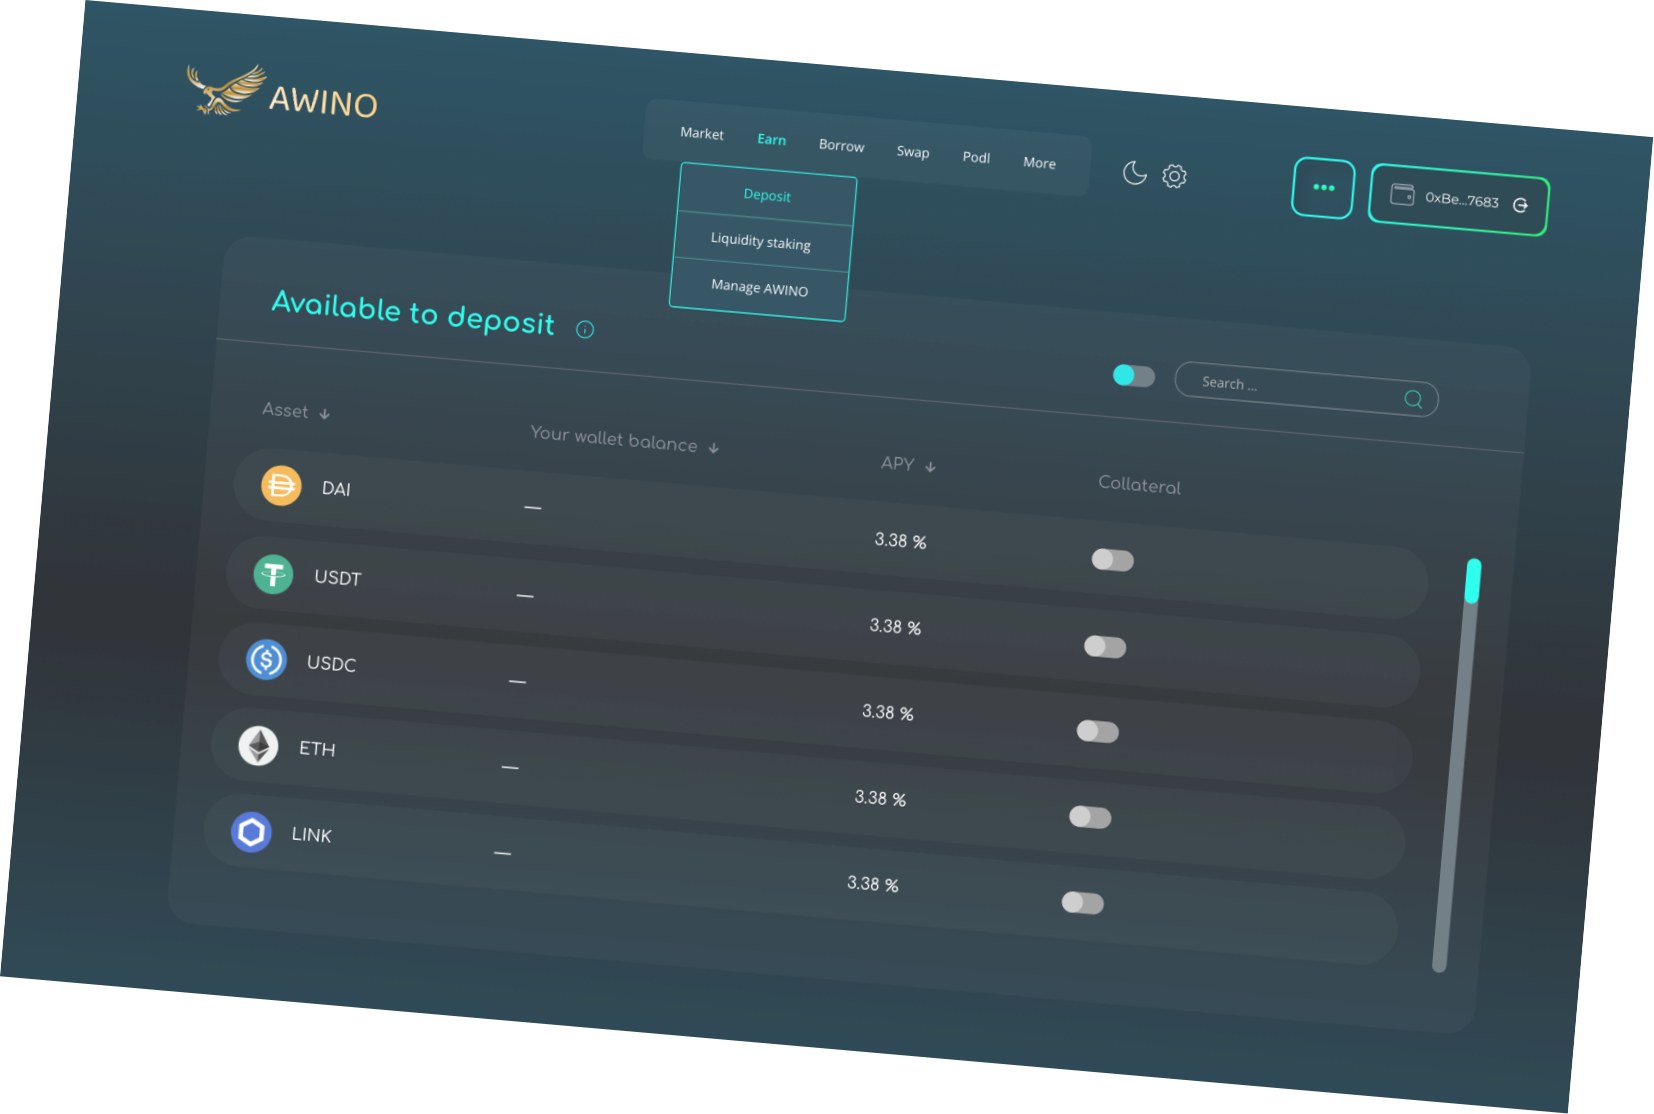 AWINO
Market Earn Borrow Swap Podl More
0xBe...7683
Deposit
Liquidity staking
Manage AWINO
Available to deposit
Search ...
Asset Your wallet balance APY Collateral
DAI — 3.38 %
USDT — 3.38 %
USDC — 3.38 %
ETH — 3.38 %
LINK — 3.38 %